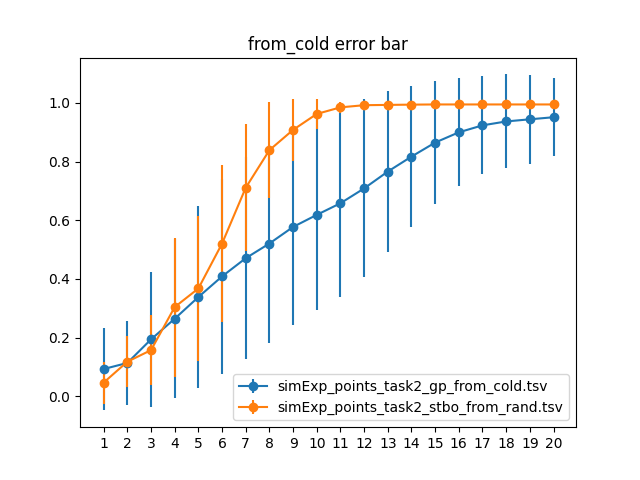 from_cold error bar
1.0
0.8
0.6
0.4
0.2
0.0
simExp_points_task2_gp_from_cold.tsv
simExp_points_task2_stbo_from_rand.tsv
1 2 3 4 5 6 7 8 9 10 11 12 13 14 15 16 17 18 19 20